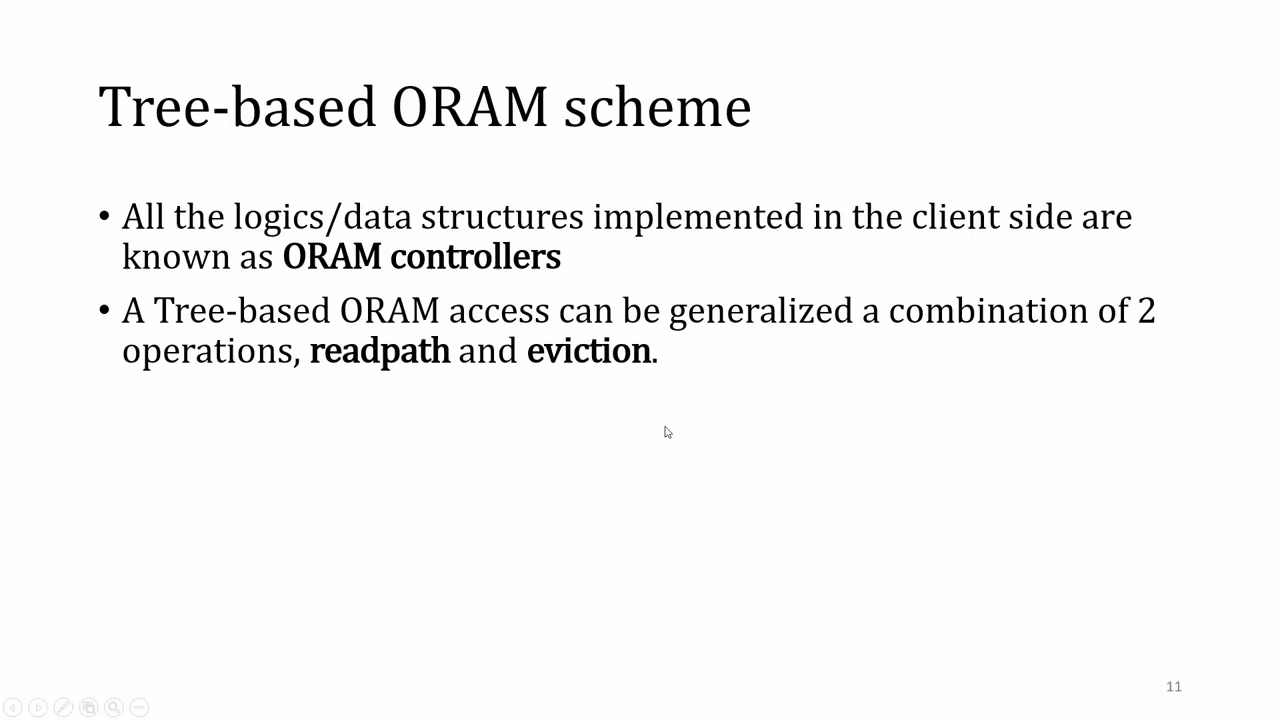 Tree-based ORAM scheme
• All the logics/data structures implemented in the client side are
known as ORAM controllers
• A Tree-based ORAM access can be generalized a combination of 2
operations, readpath and eviction.
11